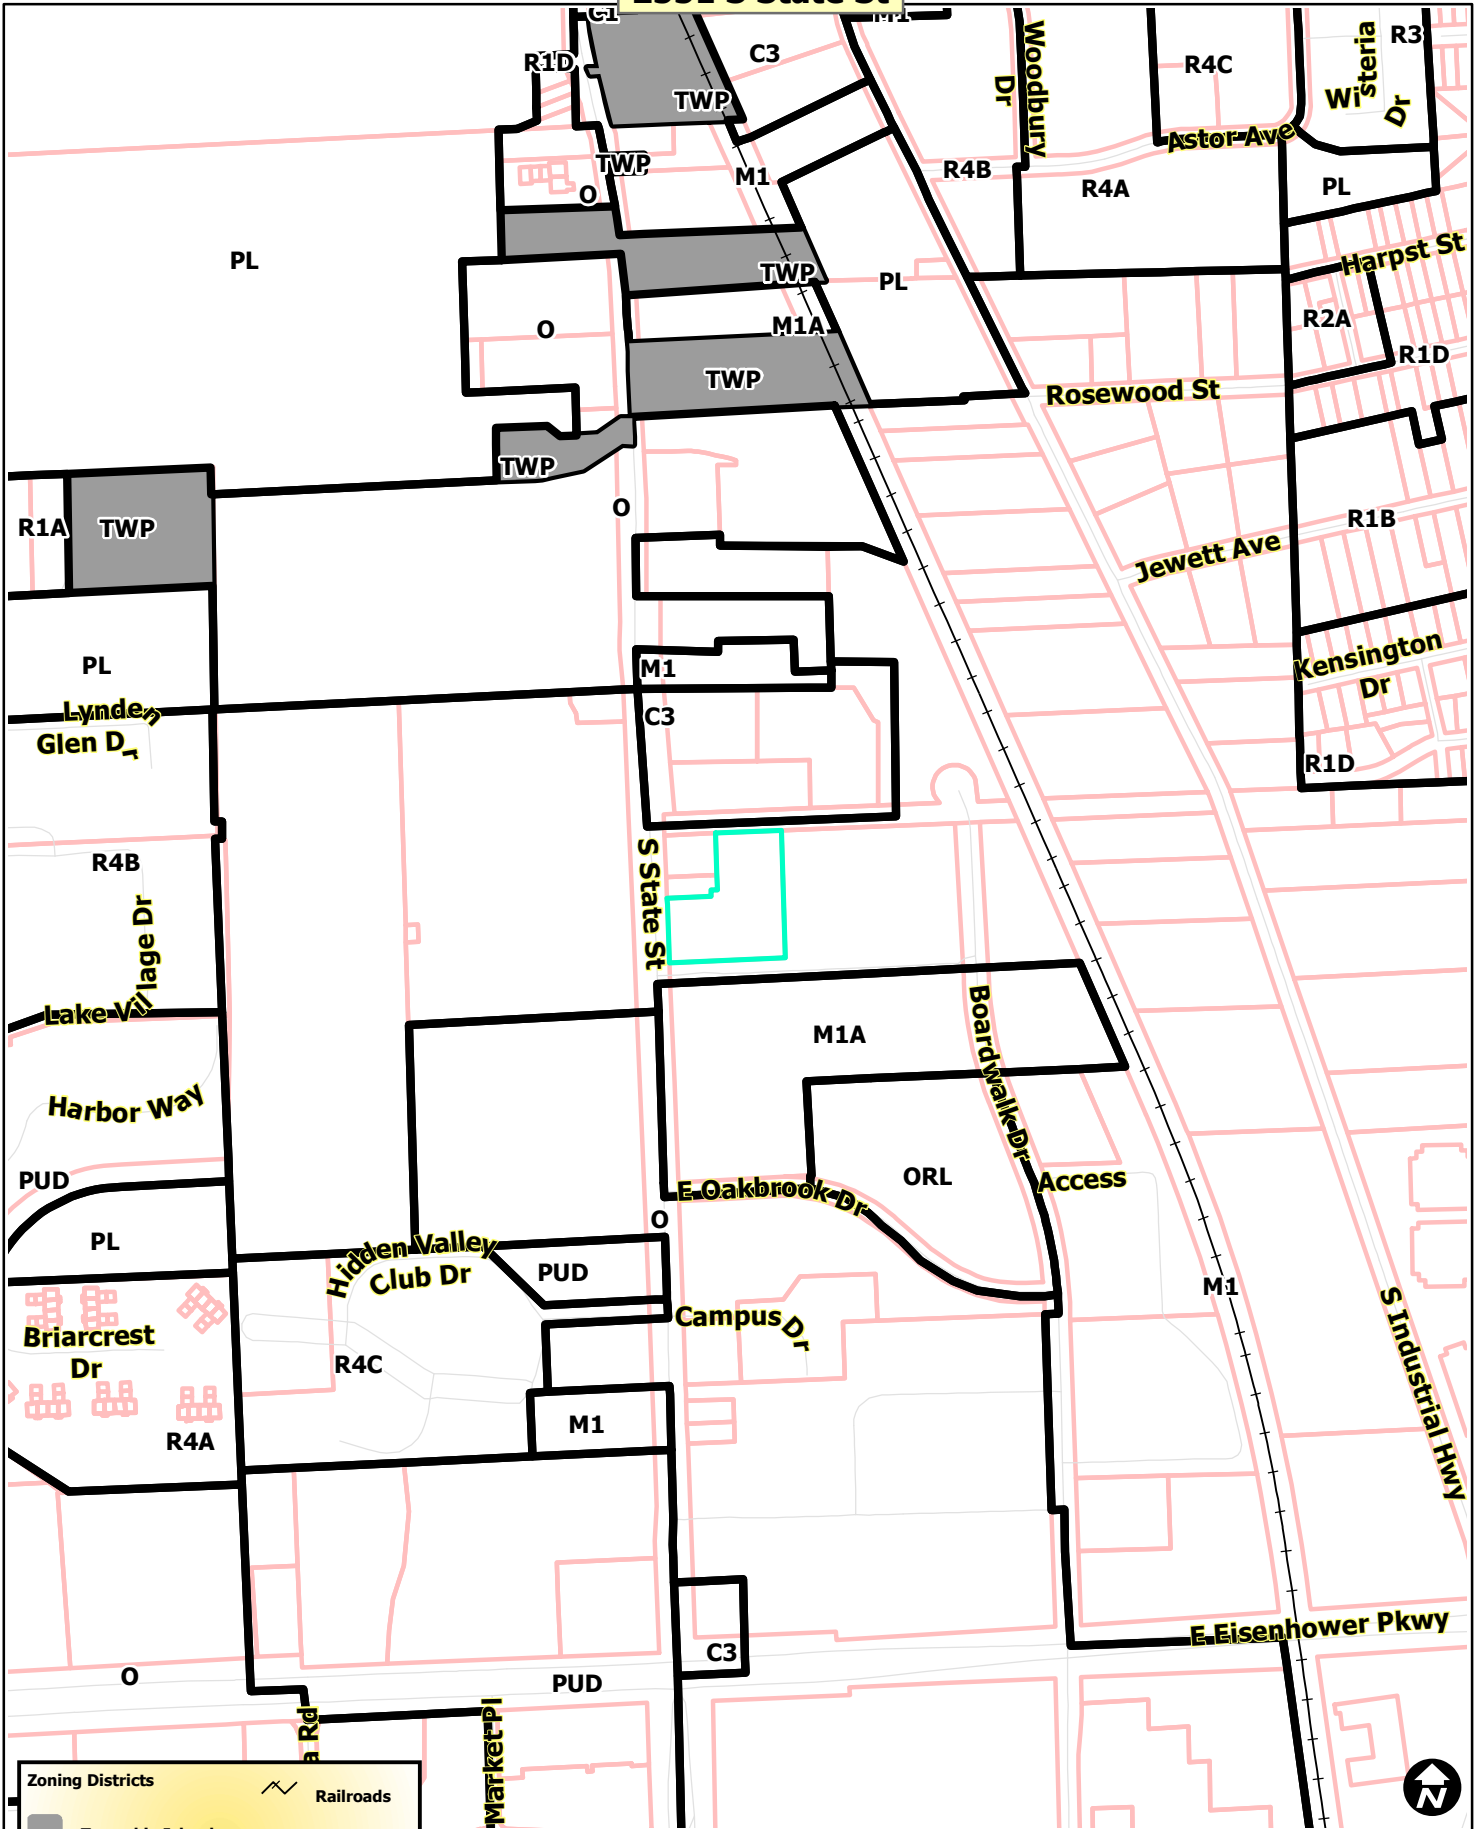 C1
M1
C3
R1D
TWP
Woodbury
Dr
R4C
Wisteria
Dr
R3
Astor Ave
TWP
O
M1
R4B
R4A
PL
PL
Harpst St
TWP
PL
O
M1A
R2A
R1D
TWP
Rosewood St
TWP
O
R1A
TWP
R1B
Jewett Ave
PL
M1
Kensington
Dr
Lynden
Glen Dr
C3
R1D
R4B
S State St
Lake Village Dr
M1A
Boardwalk Dr
Harbor Way
PUD
E Oakbrook Dr
ORL
Access
O
PL
Hidden Valley
Club Dr
PUD
M1
Campus Dr
S Industrial Hwy
Briarcrest
Dr
R4C
M1
R4A
C3
E Eisenhower Pkwy
O
PUD
a Rd
Market Pl
Zoning Districts
Railroads
N